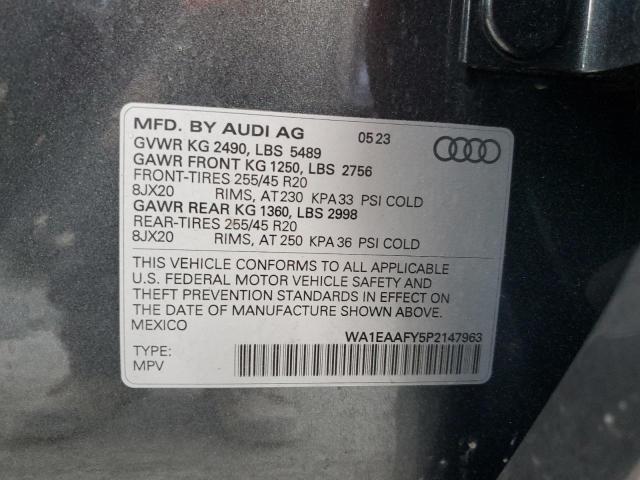 MFD. BY AUDI AG 05 23
GVWR KG 2490, LBS 5489
GAWR FRONT KG 1250, LBS 2756
FRONT-TIRES 255/45 R20
8JX20 RIMS, AT 230 KPA 33 PSI COLD
GAWR REAR KG 1360, LBS 2998
REAR-TIRES 255/45 R20
8JX20 RIMS, AT 250 KPA 36 PSI COLD
THIS VEHICLE CONFORMS TO ALL APPLICABLE
U.S. FEDERAL MOTOR VEHICLE SAFETY AND
THEFT PREVENTION STANDARDS IN EFFECT ON
THE DATE OF MANUFACTURE SHOWN ABOVE.
MEXICO
WA1EAAFY5P2147963
TYPE:
MPV